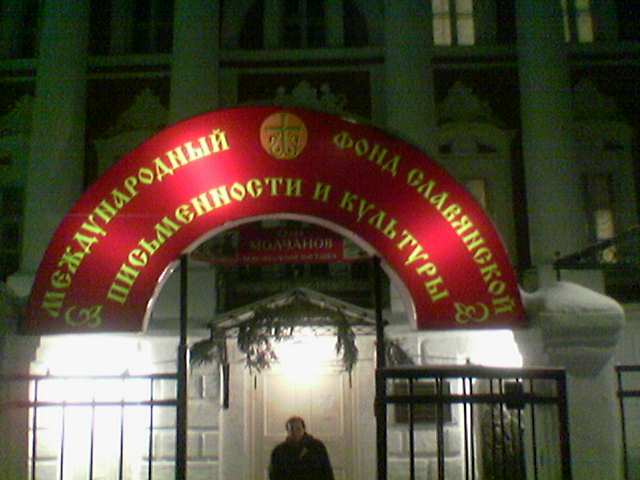 МЕЖДУНАРОДНЫЙ ФОНД СЛАВЯНСКОЙ
ПИСЬМЕННОСТИ И КУЛЬТУРЫ
МОЛЧАНОВ